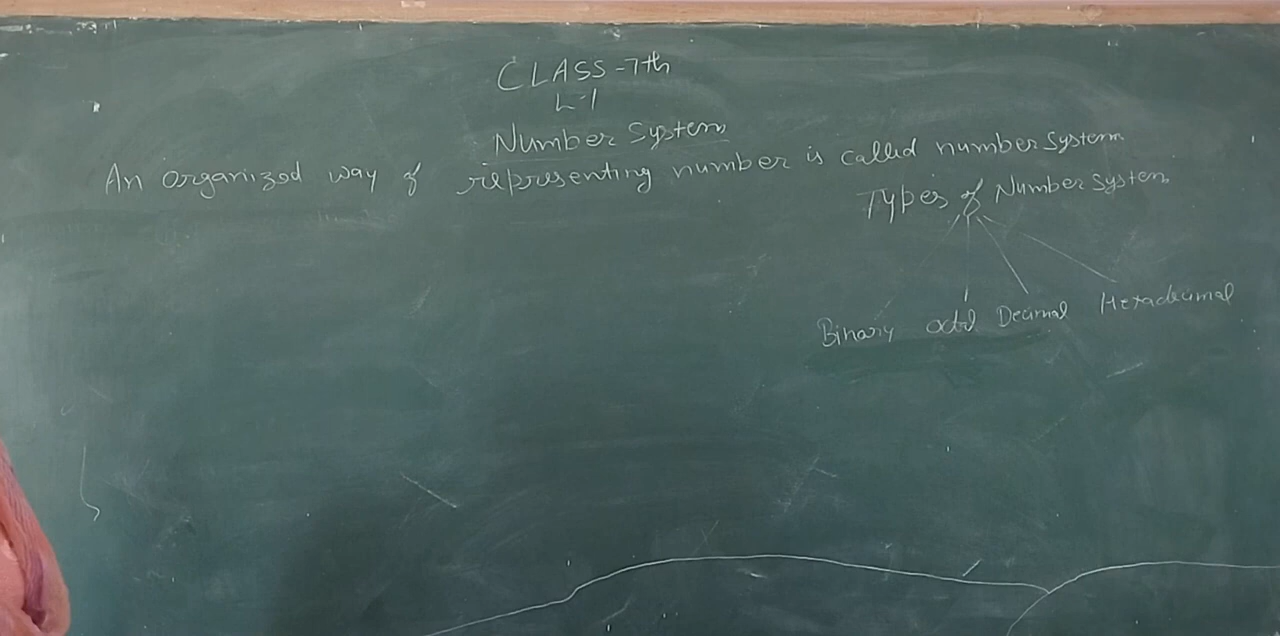 CLASS-7th
L-1
Number System
An organized way of representing number is called number System
Types of Number System
Binary octal Decimal Hexadecimal